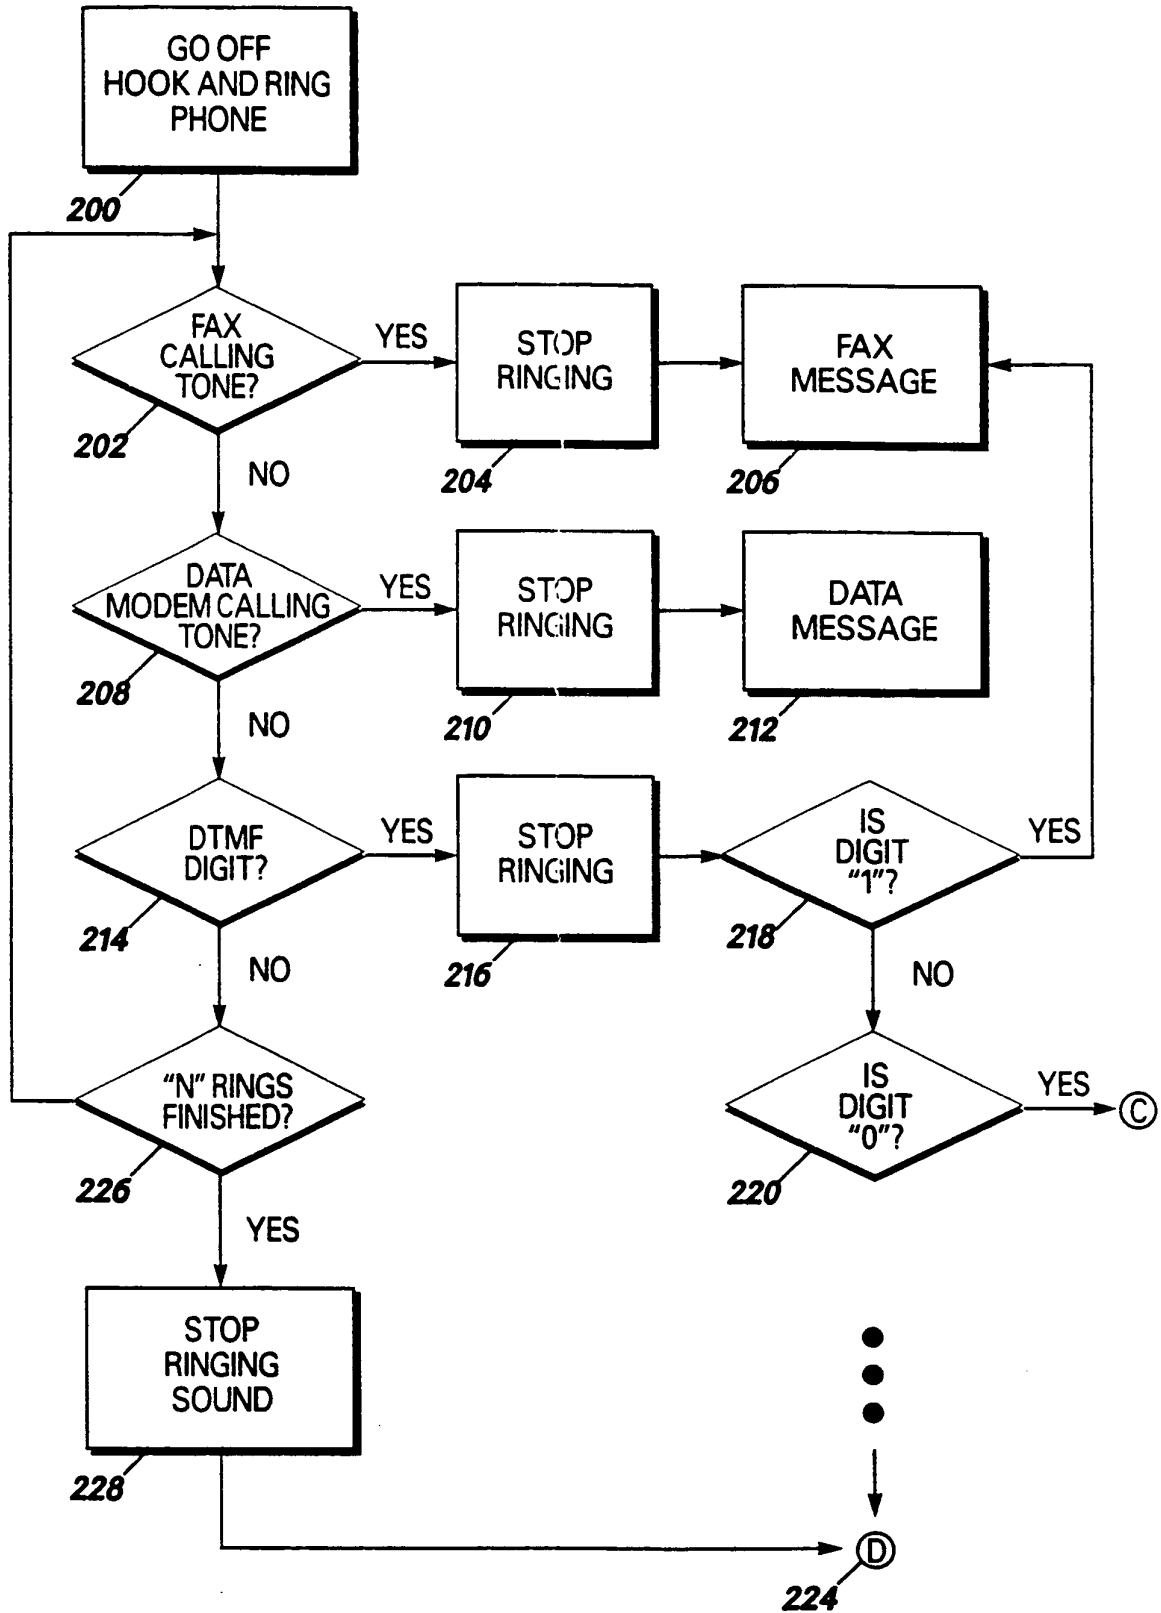 GO OFF
HOOK AND RING
PHONE
200
FAX
CALLING
TONE?
202
YES
STOP
RINGING
204
FAX
MESSAGE
206
NO
DATA
MODEM CALLING
TONE?
208
YES
STOP
RINGING
210
DATA
MESSAGE
212
NO
DTMF
DIGIT?
214
YES
STOP
RINGING
216
IS
DIGIT
"1"?
218
YES
NO
NO
"N" RINGS
FINISHED?
226
IS
DIGIT
"0"?
220
YES
C
YES
STOP
RINGING
SOUND
228
D
224